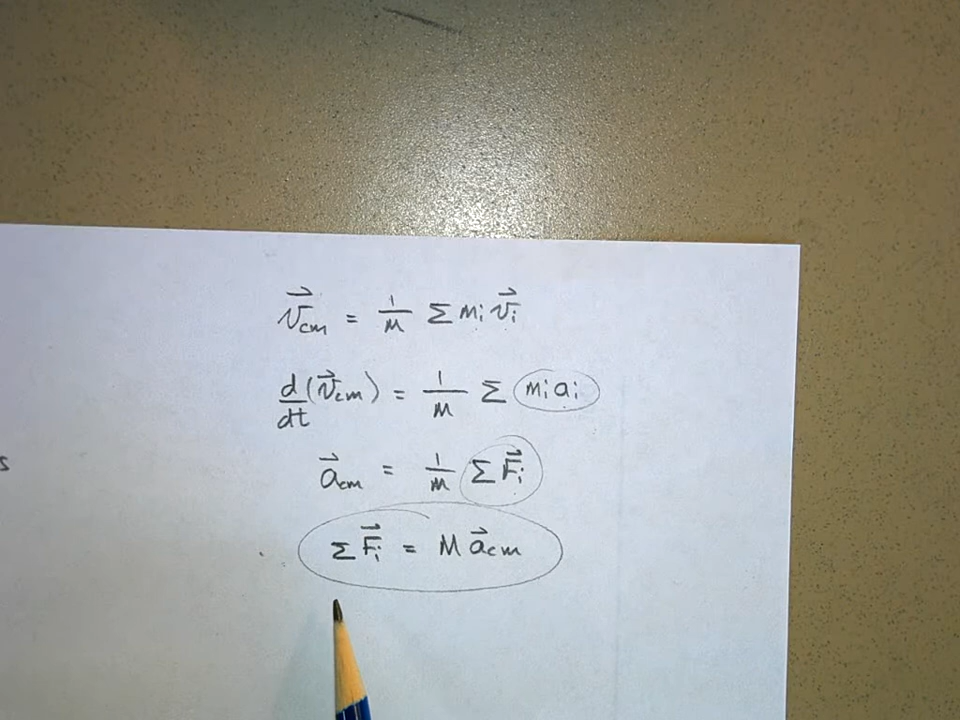 s
v⃗cm = 1/M Σ mi v⃗i
d/dt (v⃗cm) = 1/M Σ mi ai
a⃗cm = 1/M Σ F⃗i
Σ F⃗i = M a⃗cm